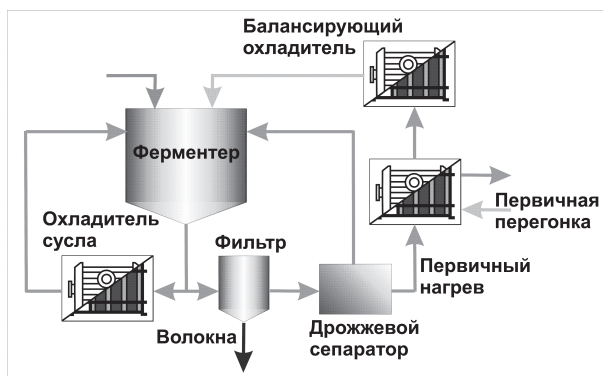 Балансирующий
охладитель
Ферментер
Охладитель
сусла
Фильтр
Первичная
перегонка
Первичный
нагрев
Волокна
Дрожжевой
сепаратор